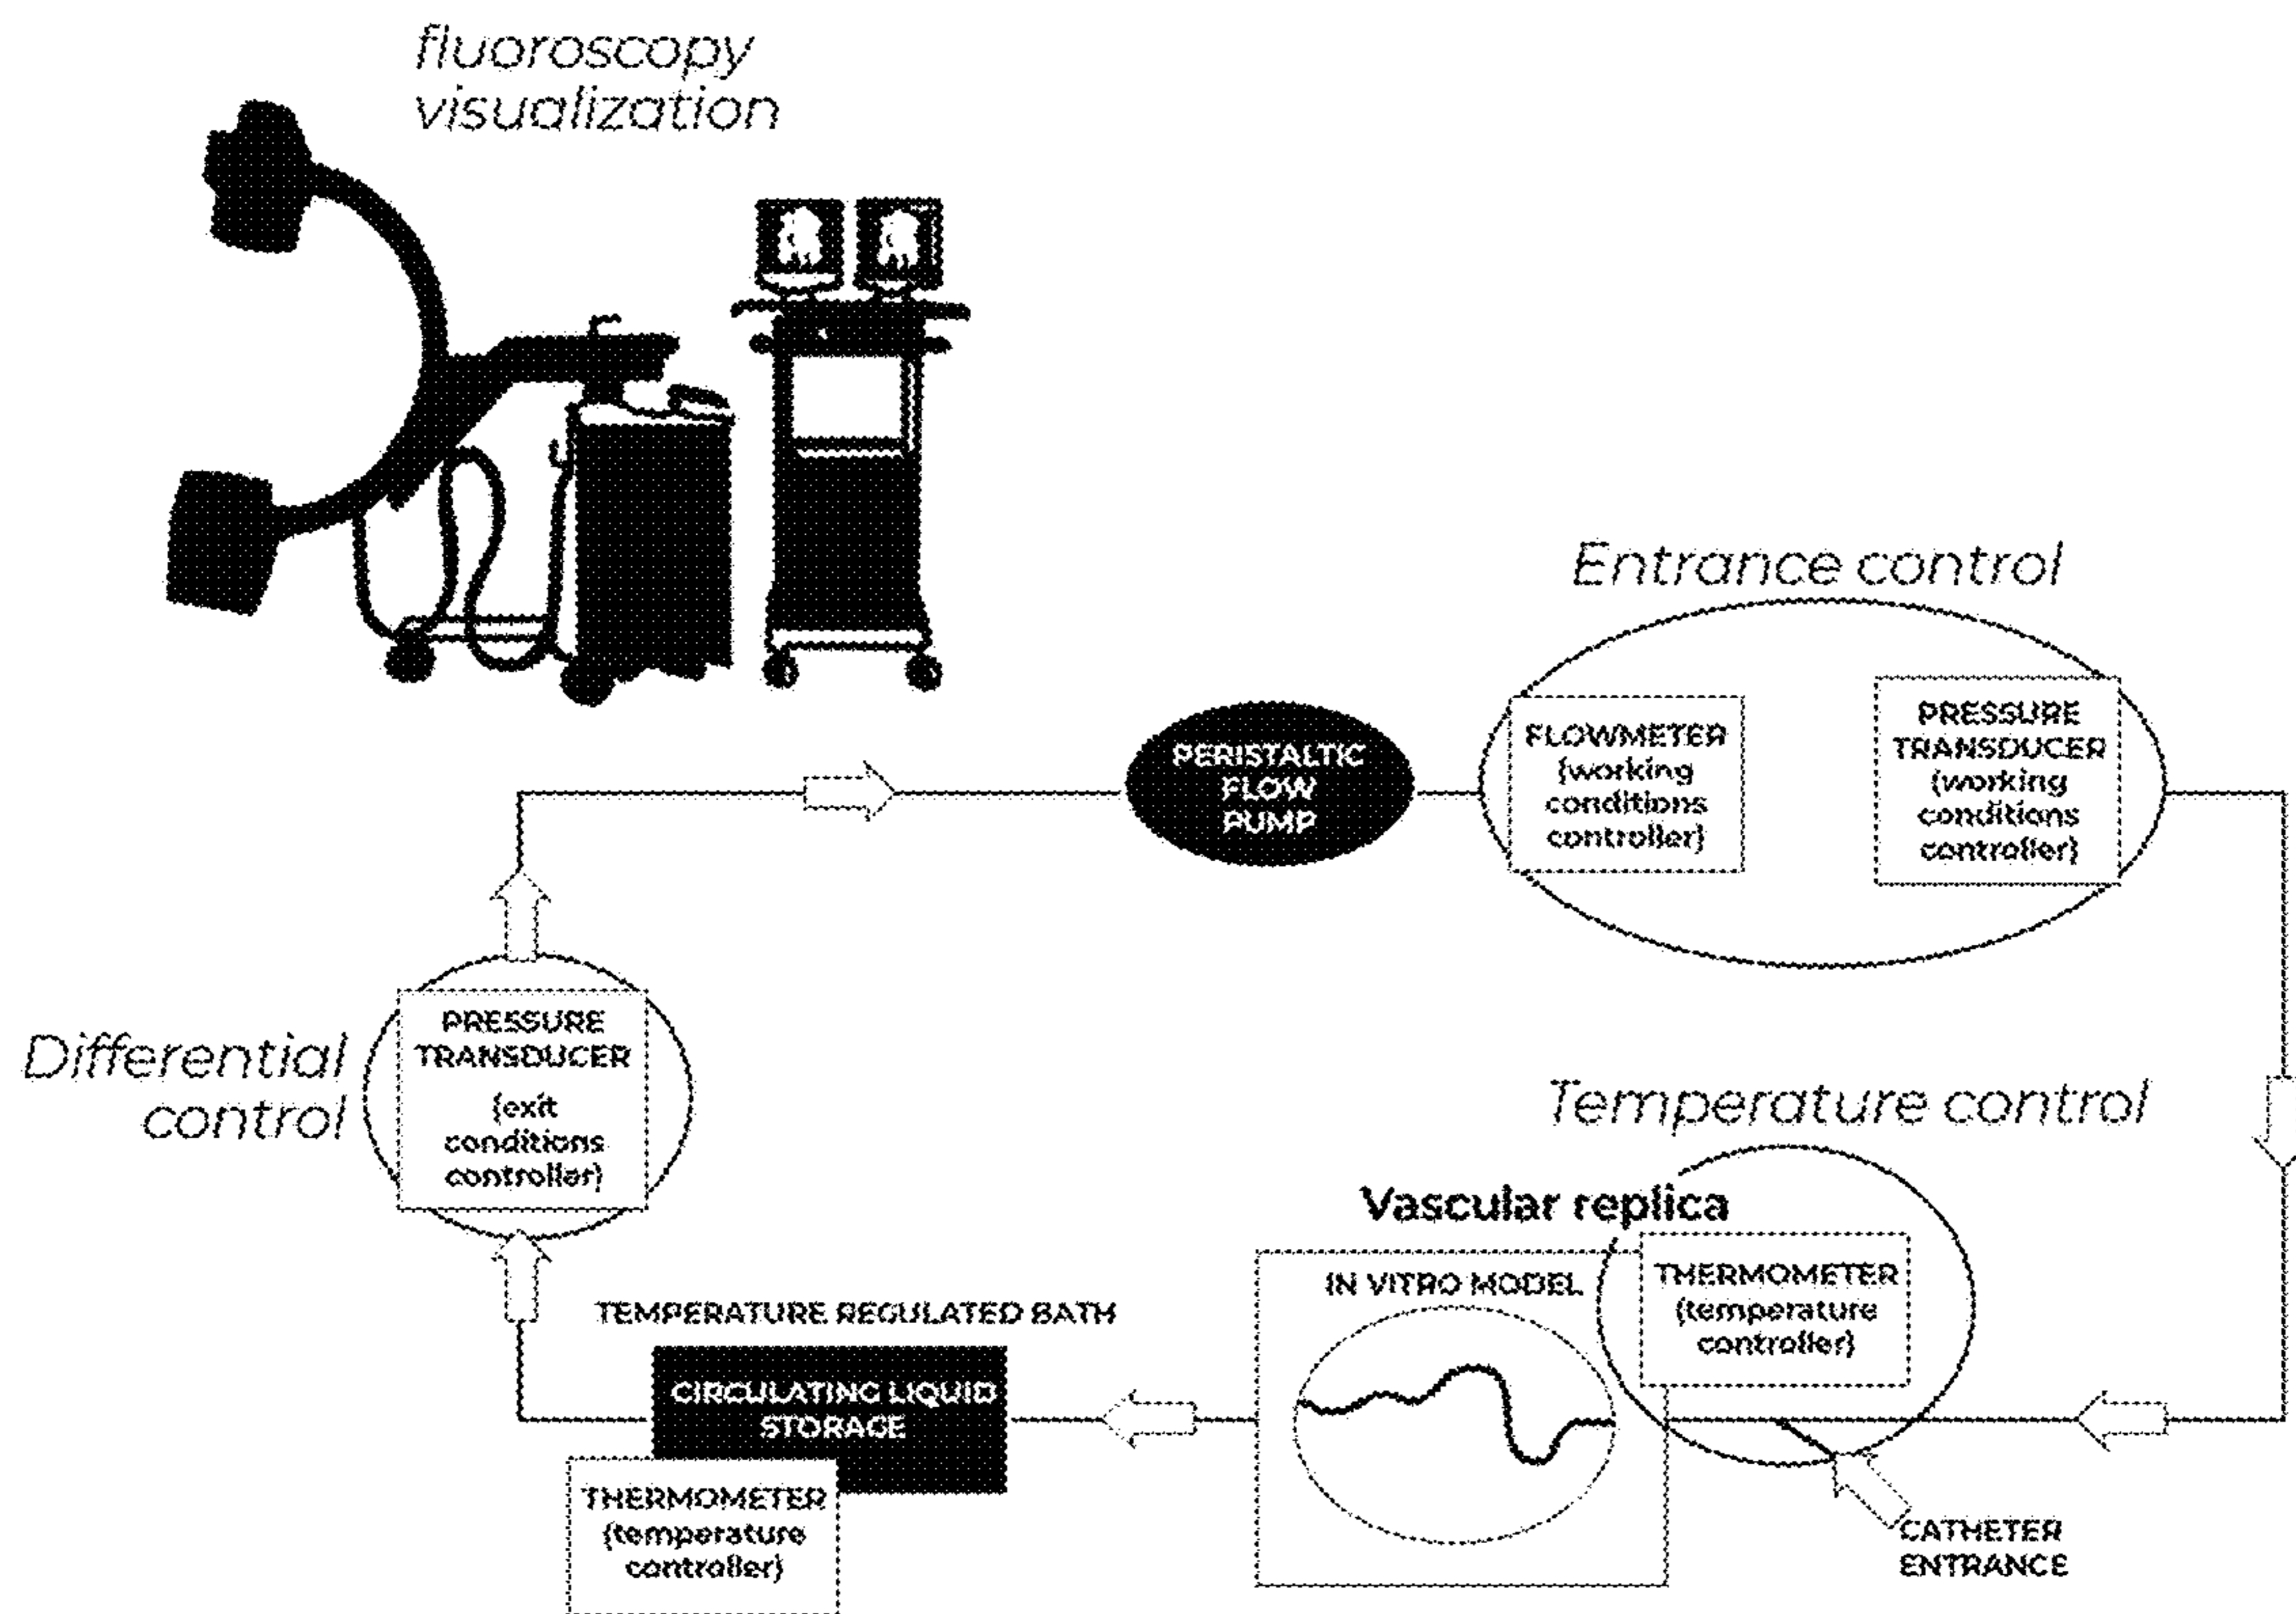 fluoroscopy
visualization
Entrance control
PERISTALTIC
FLOW
PUMP
FLOWMETER
(working
conditions
controller)
PRESSURE
TRANSDUCER
(working
conditions
controller)
Differential
control
PRESSURE
TRANSDUCER
(exit
conditions
controller)
Temperature control
Vascular replica
IN VITRO MODEL
THERMOMETER
(temperature
controller)
TEMPERATURE REGULATED BATH
CIRCULATING LIQUID
STORAGE
THERMOMETER
(temperature
controller)
CATHETER
ENTRANCE